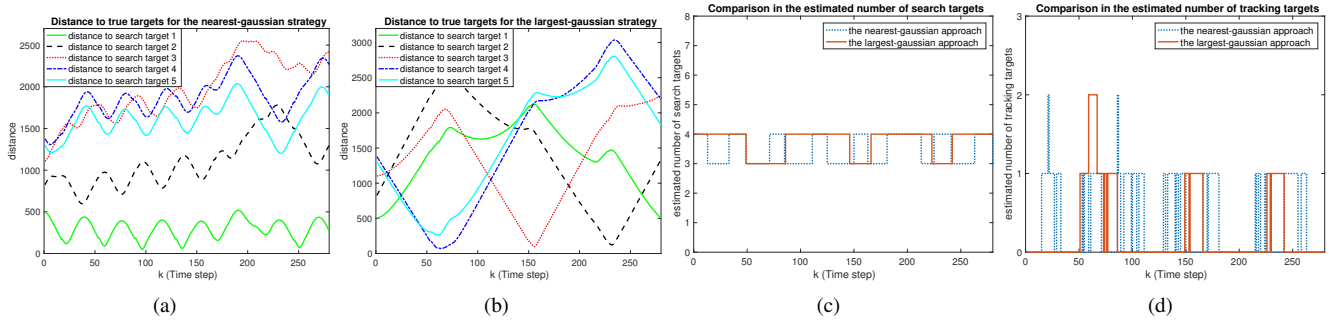 Distance to true targets for the nearest-gaussian strategy
distance to search target 1
distance to search target 2
distance to search target 3
distance to search target 4
distance to search target 5
2500
2000
1500
1000
500
0
distance
0 50 100 150 200 250
k (Time step)
(a)
Distance to true targets for the largest-gaussian strategy
distance to search target 1
distance to search target 2
distance to search target 3
distance to search target 4
distance to search target 5
3000
2500
2000
1500
1000
500
0
distance
0 50 100 150 200 250
k (Time step)
(b)
Comparison in the estimated number of search targets
the nearest-gaussian approach
the largest-gaussian approach
8
7
6
5
4
3
2
1
0
estimated number of search targets
0 50 100 150 200 250
k (Time step)
(c)
Comparison in the estimated number of tracking targets
the nearest-gaussian approach
the largest-gaussian approach
3
2
1
0
estimated number of tracking targets
0 50 100 150 200 250
k (Time step)
(d)